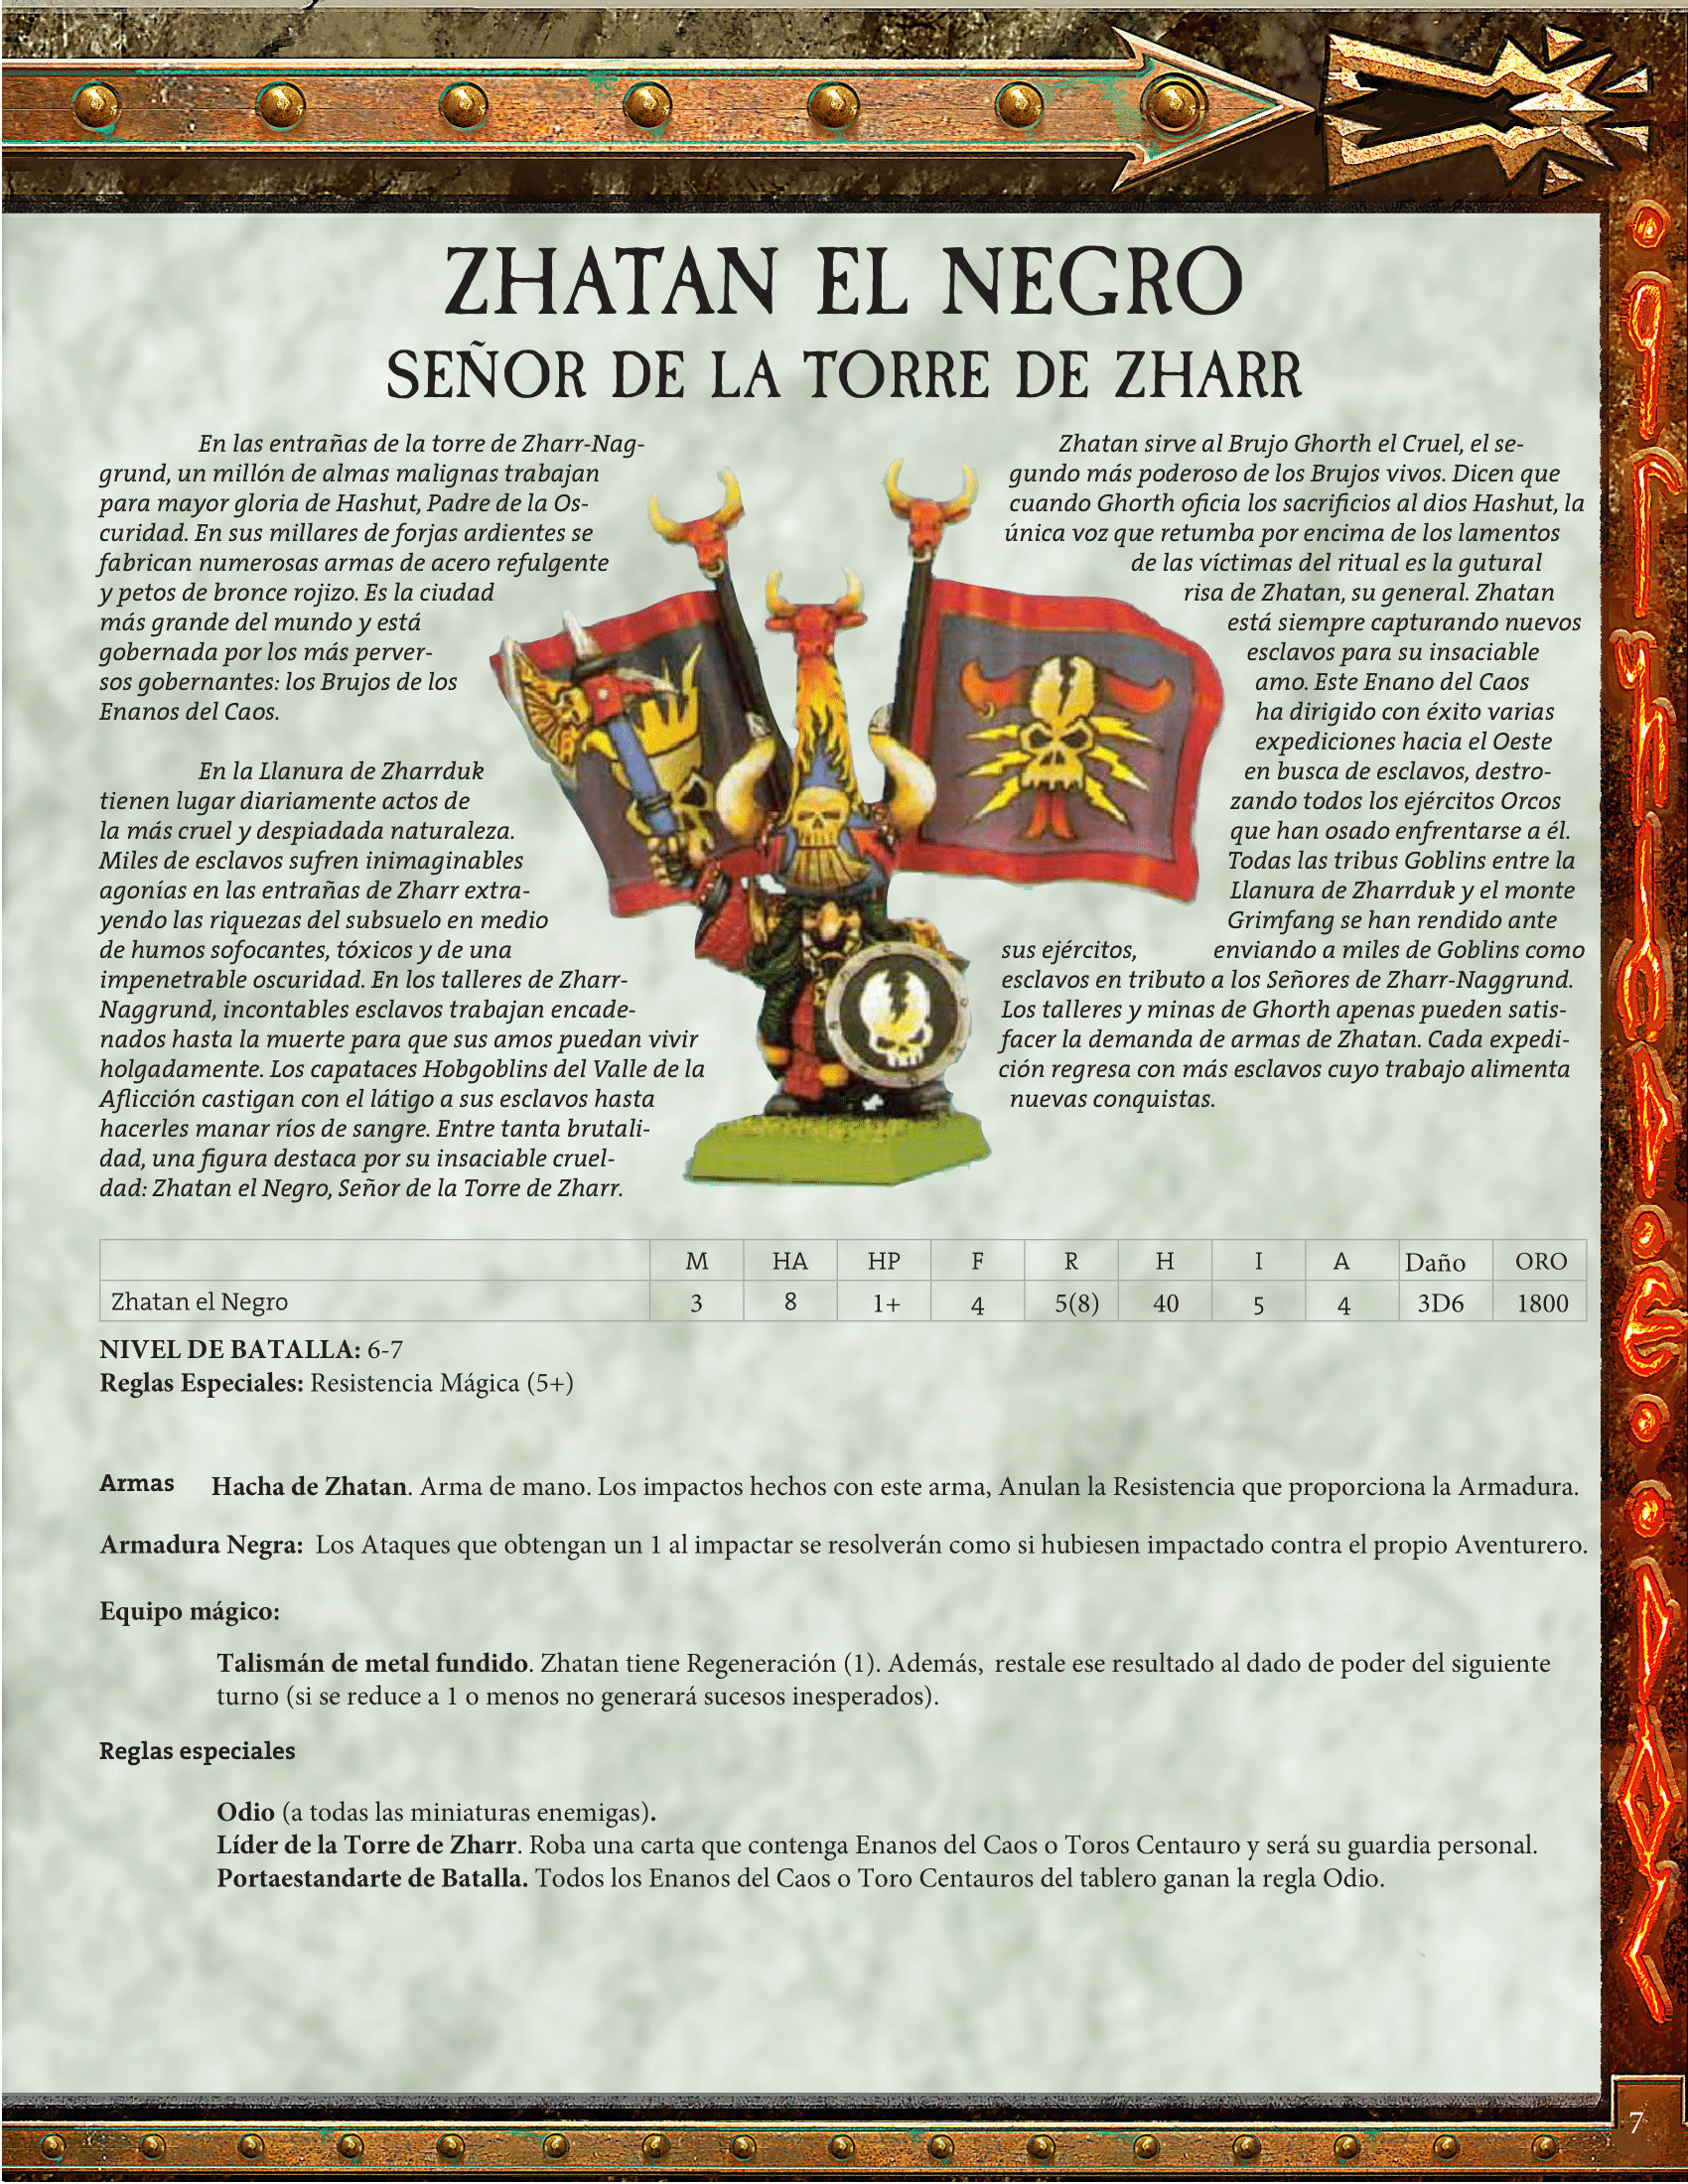 ZHATAN EL NEGRO
SEÑOR DE LA TORRE DE ZHARR
En las entrañas de la torre de Zharr-Nag-
grund, un millón de almas malignas trabajan
para mayor gloria de Hashut, Padre de la Os-
curidad. En sus millares de forjas ardientes se
fabrican numerosas armas de acero refulgente
y petos de bronce rojizo. Es la ciudad
más grande del mundo y está
gobernada por los más perver-
sos gobernantes: los Brujos de los
Enanos del Caos.
En la Llanura de Zharrduk
tienen lugar diariamente actos de
la más cruel y despiadada naturaleza.
Miles de esclavos sufren inimaginables
agonías en las entrañas de Zharr extra-
yendo las riquezas del subsuelo en medio
de humos sofocantes, tóxicos y de una
impenetrable oscuridad. En los talleres de Zharr-
Naggrund, incontables esclavos trabajan encade-
nados hasta la muerte para que sus amos puedan vivir
holgadamente. Los capataces Hobgoblins del Valle de la
Aflicción castigan con el látigo a sus esclavos hasta
hacerles manar ríos de sangre. Entre tanta brutali-
dad, una figura destaca por su insaciable cruel-
dad: Zhatan el Negro, Señor de la Torre de Zharr.
Zhatan sirve al Brujo Ghorth el Cruel, el se-
gundo más poderoso de los Brujos vivos. Dicen que
cuando Ghorth oficia los sacrificios al dios Hashut, la
única voz que retumba por encima de los lamentos
de las víctimas del ritual es la gutural
risa de Zhatan, su general. Zhatan
está siempre capturando nuevos
esclavos para su insaciable
amo. Este Enano del Caos
ha dirigido con éxito varias
expediciones hacia el Oeste
en busca de esclavos, destro-
zando todos los ejércitos Orcos
que han osado enfrentarse a él.
Todas las tribus Goblins entre la
Llanura de Zharrduk y el monte
Grimfang se han rendido ante
sus ejércitos, enviando a miles de Goblins como
esclavos en tributo a los Señores de Zharr-Naggrund.
Los talleres y minas de Ghorth apenas pueden satis-
facer la demanda de armas de Zhatan. Cada expedi-
ción regresa con más esclavos cuyo trabajo alimenta
nuevas conquistas.
M HA HP F R H I A Daño ORO
Zhatan el Negro 3 8 1+ 4 5(8) 40 5 4 3D6 1800
NIVEL DE BATALLA: 6-7
Reglas Especiales: Resistencia Mágica (5+)
Armas Hacha de Zhatan. Arma de mano. Los impactos hechos con este arma, Anulan la Resistencia que proporciona la Armadura.
Armadura Negra: Los Ataques que obtengan un 1 al impactar se resolverán como si hubiesen impactado contra el propio Aventurero.
Equipo mágico:
Talismán de metal fundido. Zhatan tiene Regeneración (1). Además, restale ese resultado al dado de poder del siguiente
turno (si se reduce a 1 o menos no generará sucesos inesperados).
Reglas especiales
Odio (a todas las miniaturas enemigas).
Líder de la Torre de Zharr. Roba una carta que contenga Enanos del Caos o Toros Centauro y será su guardia personal.
Portaestandarte de Batalla. Todos los Enanos del Caos o Toro Centauros del tablero ganan la regla Odio.
7